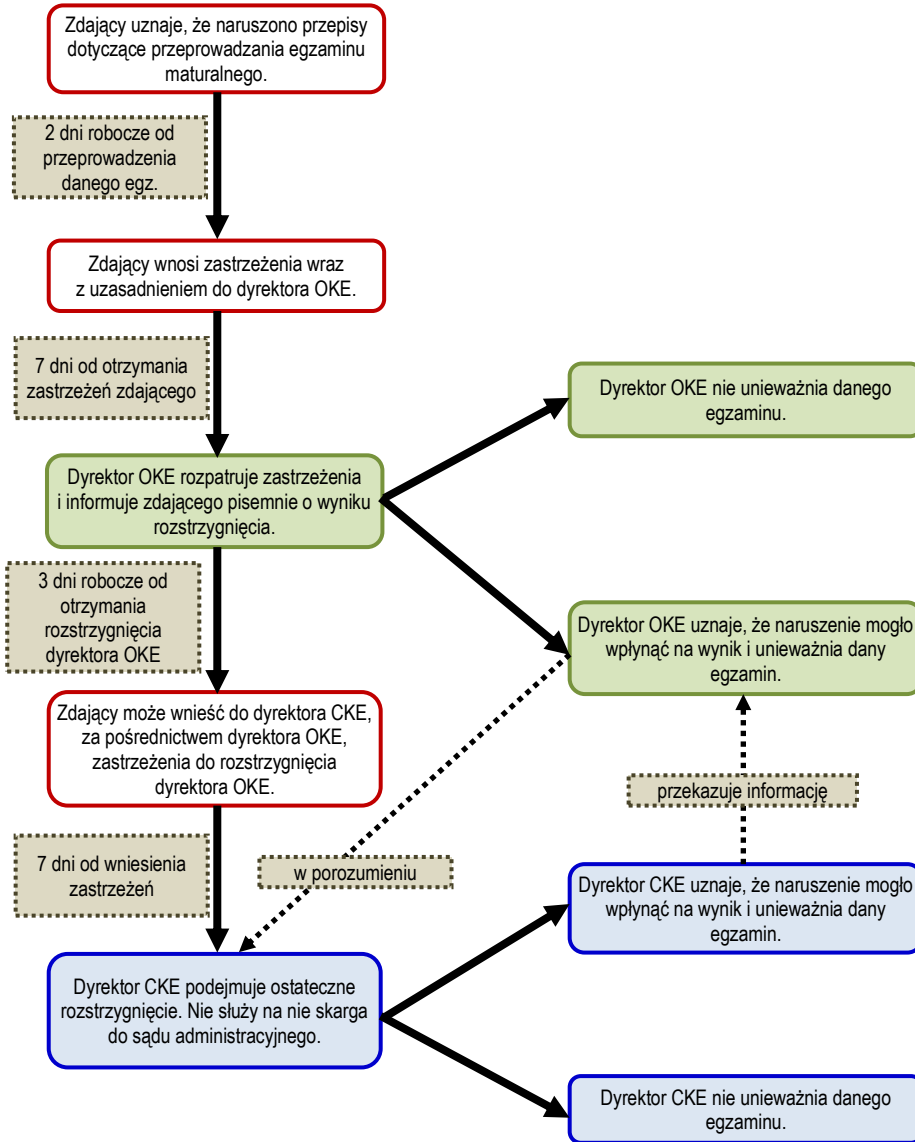 Zdający uznaje, że naruszono przepisy
dotyczące przeprowadzania egzaminu
maturalnego.
2 dni robocze od
przeprowadzenia
danego egz.
Zdający wnosi zastrzeżenia wraz
z uzasadnieniem do dyrektora OKE.
7 dni od otrzymania
zastrzeżeń zdającego
Dyrektor OKE nie unieważnia danego
egzaminu.
Dyrektor OKE rozpatruje zastrzeżenia
i informuje zdającego pisemnie o wyniku
rozstrzygnięcia.
3 dni robocze od
otrzymania
rozstrzygnięcia
dyrektora OKE
Dyrektor OKE uznaje, że naruszenie mogło
wpłynąć na wynik i unieważnia dany
egzamin.
Zdający może wnieść do dyrektora CKE,
za pośrednictwem dyrektora OKE,
zastrzeżenia do rozstrzygnięcia
dyrektora OKE.
przekazuje informację
7 dni od wniesienia
zastrzeżeń
w porozumieniu
Dyrektor CKE uznaje, że naruszenie mogło
wpłynąć na wynik i unieważnia dany
egzamin.
Dyrektor CKE podejmuje ostateczne
rozstrzygnięcie. Nie służy na nie skarga
do sądu administracyjnego.
Dyrektor CKE nie unieważnia danego
egzaminu.